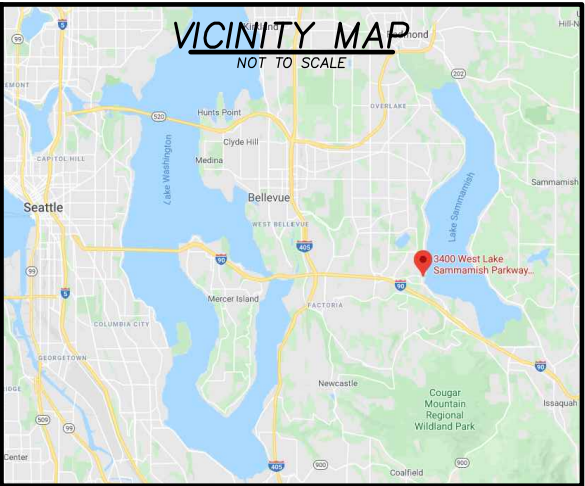 VICINITY MAP
NOT TO SCALE
Kirkland
Redmond
Hill-N
99
5
202
EMONT
520
Hunts Point
OVERLAKE
Clyde Hill
CAPITOL HILL
Medina
Lake Washington
Lake Sammamish
Sammamish
Seattle
Bellevue
WEST BELLEVUE
405
90
3400 West Lake
Sammamish Parkway...
99
5
90
Mercer Island
FACTORIA
COLUMBIA CITY
GEORGETOWN
90
Newcastle
Cougar
Mountain
Regional
Wildland Park
IDGE
Issaquah
509
99
Center
405
900
900
Coalfield